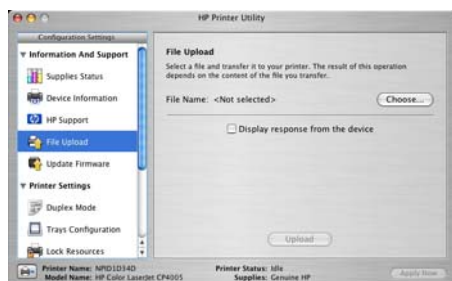 HP Printer Utility
Configuration Settings
Information And Support
Supplies Status
Device Information
HP Support
File Upload
Update Firmware
Printer Settings
Duplex Mode
Trays Configuration
Lock Resources
File Upload
Select a file and transfer it to your printer. The result of this operation
depends on the content of the file you transfer.
File Name: <Not selected>
Choose...
Display response from the device
Upload
Printer Name: NPID1D34D
Model Name: HP Color LaserJet CP4005
Printer Status: Idle
Supplies: Genuine HP
Apply Now